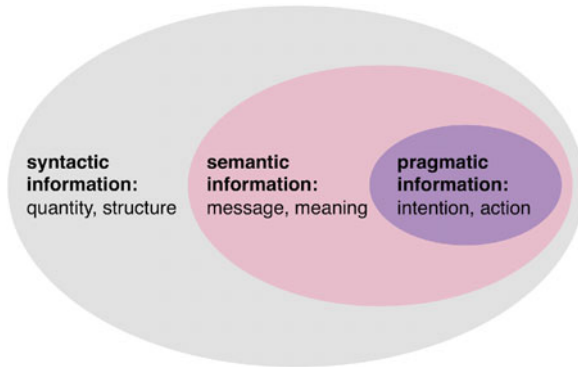 syntactic
information:
quantity, structure
semantic
information:
message, meaning
pragmatic
information:
intention, action